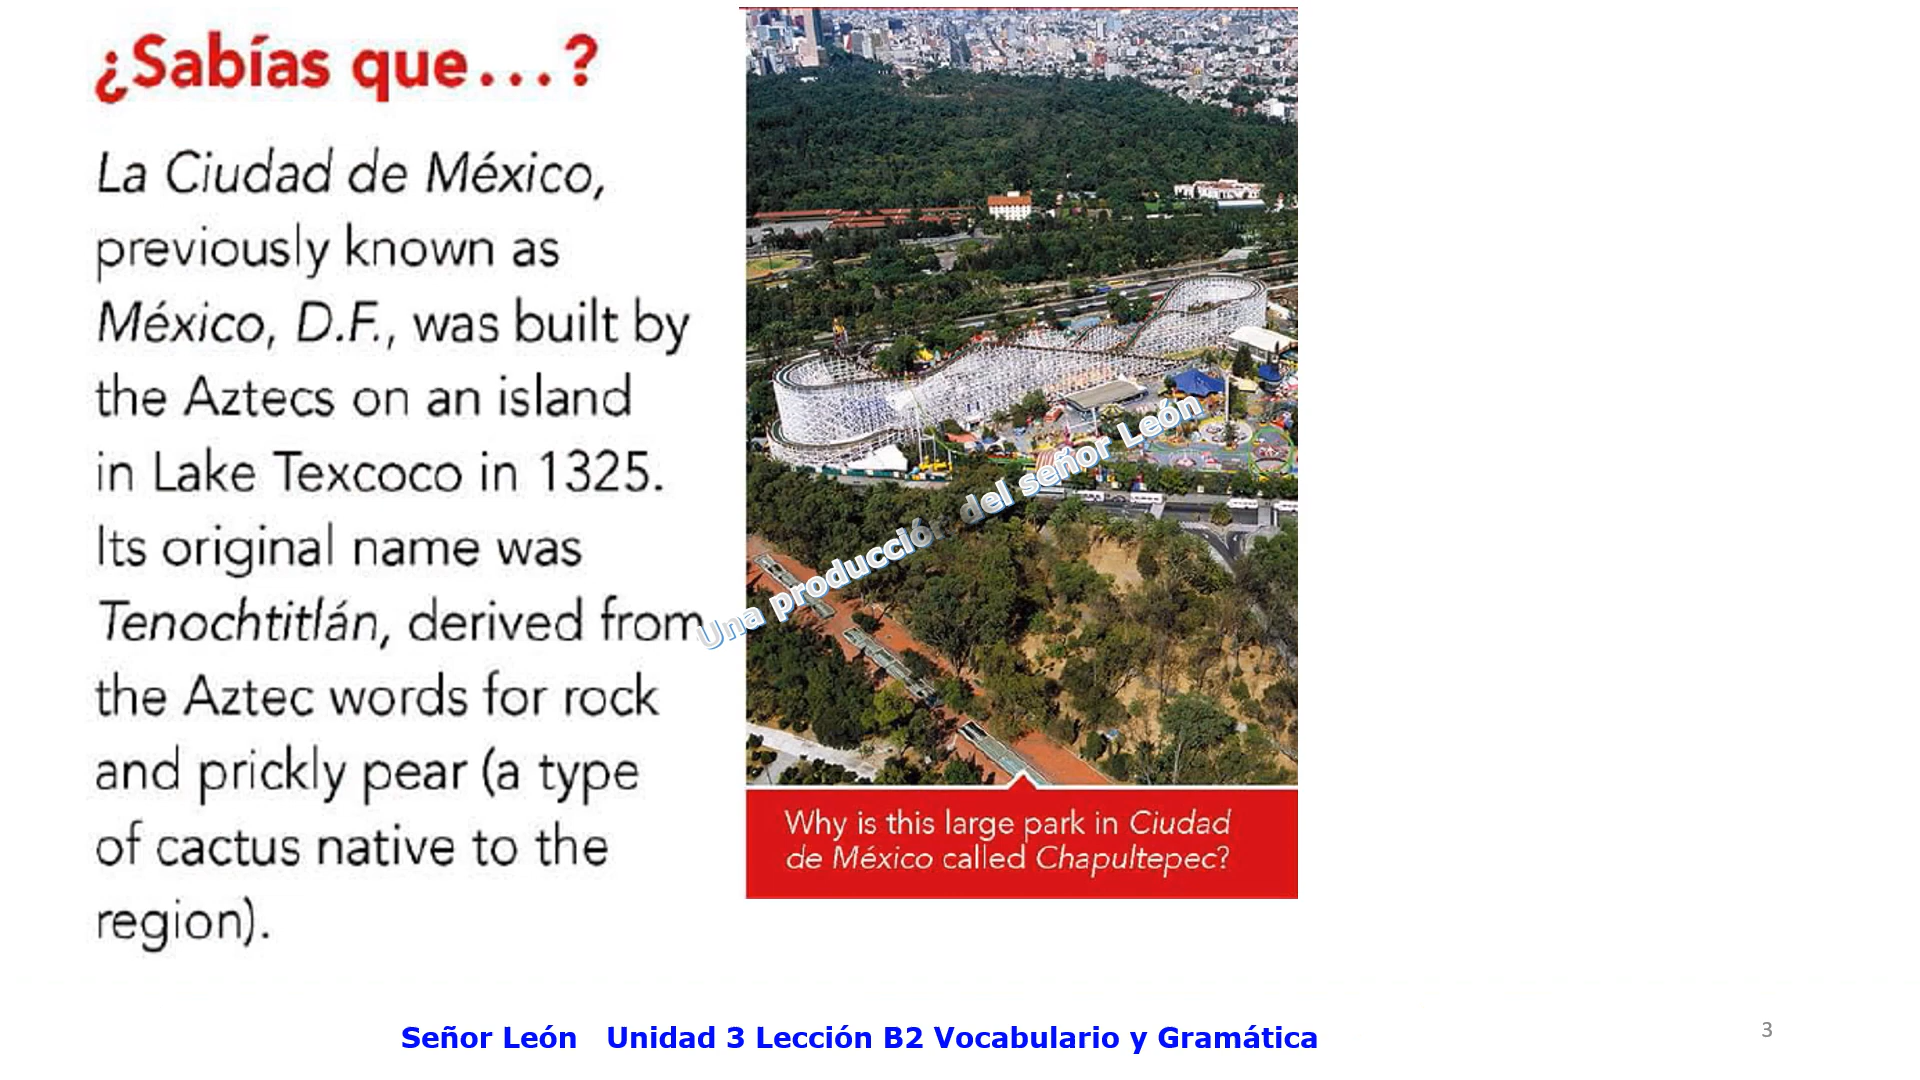 ¿Sabías que...?
La Ciudad de México,
previously known as
México, D.F., was built by
the Aztecs on an island
in Lake Texcoco in 1325.
Its original name was
Tenochtitlán, derived from
the Aztec words for rock
and prickly pear (a type
of cactus native to the
region).
Una producción del señor León
Why is this large park in Ciudad
de México called Chapultepec?
Señor León Unidad 3 Lección B2 Vocabulario y Gramática
3